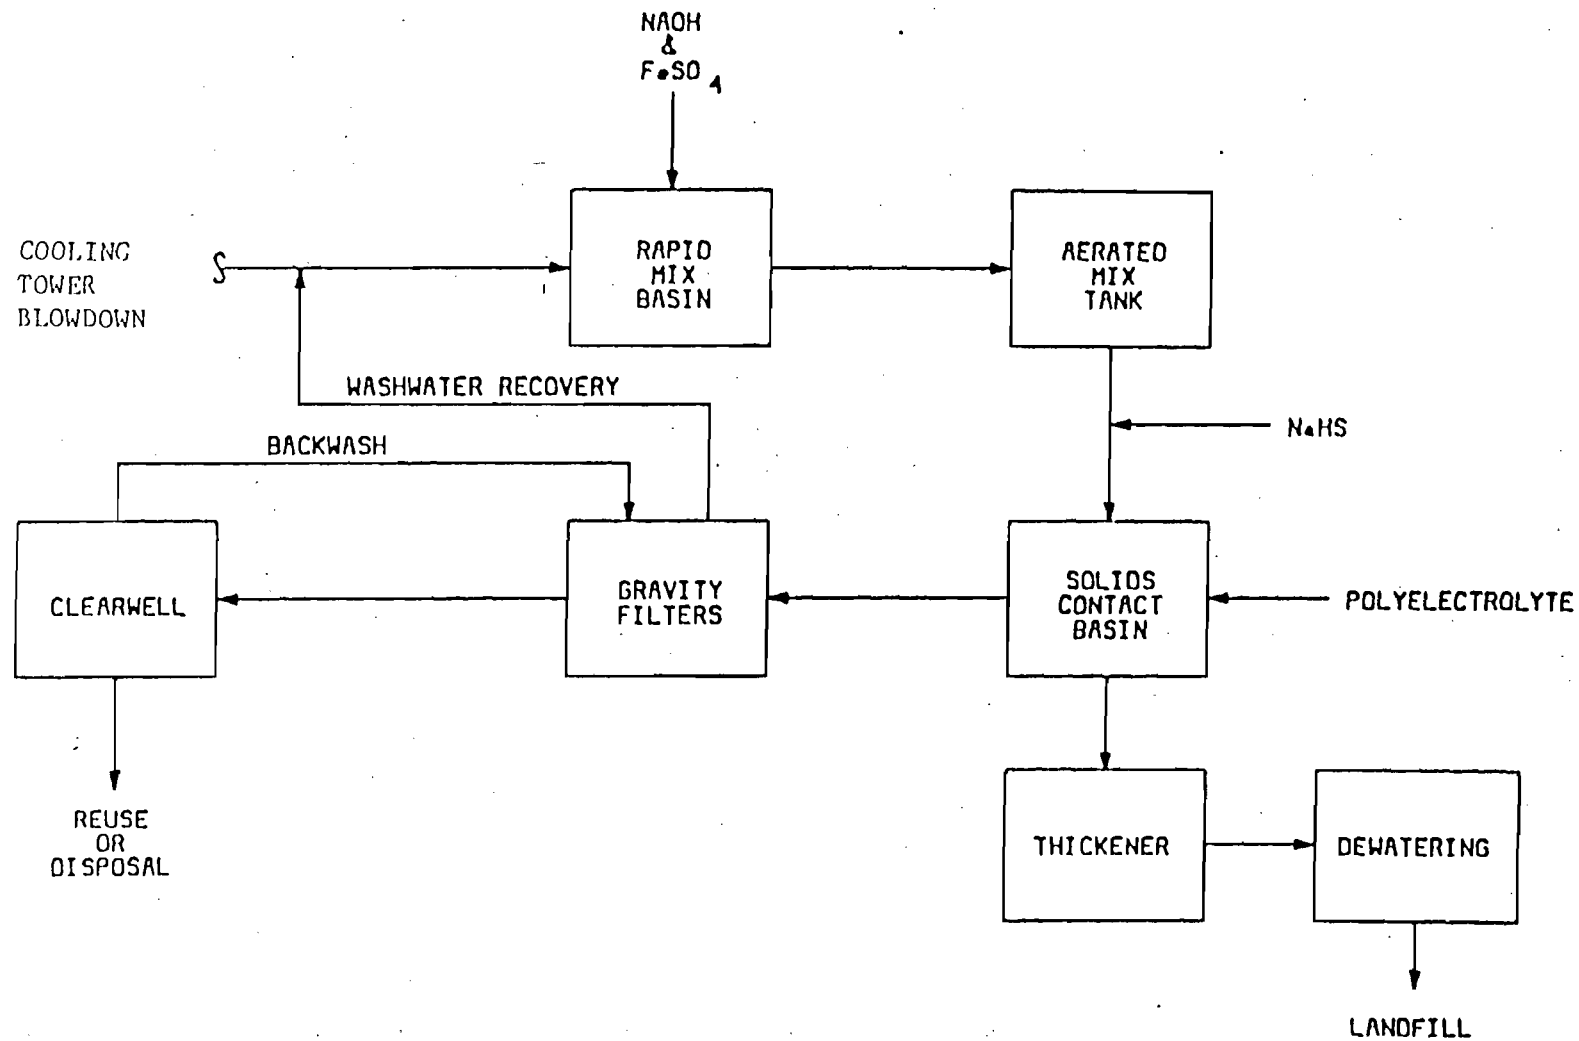 NAOH
&
FeSO4
COOLING
TOWER
BLOWDOWN
RAPID
MIX
BASIN
AERATED
MIX
TANK
WASHWATER RECOVERY
NaHS
BACKWASH
CLEARWELL
GRAVITY
FILTERS
SOLIDS
CONTACT
BASIN
POLYELECTROLYTE
REUSE
OR
DISPOSAL
THICKENER
DEWATERING
LANDFILL